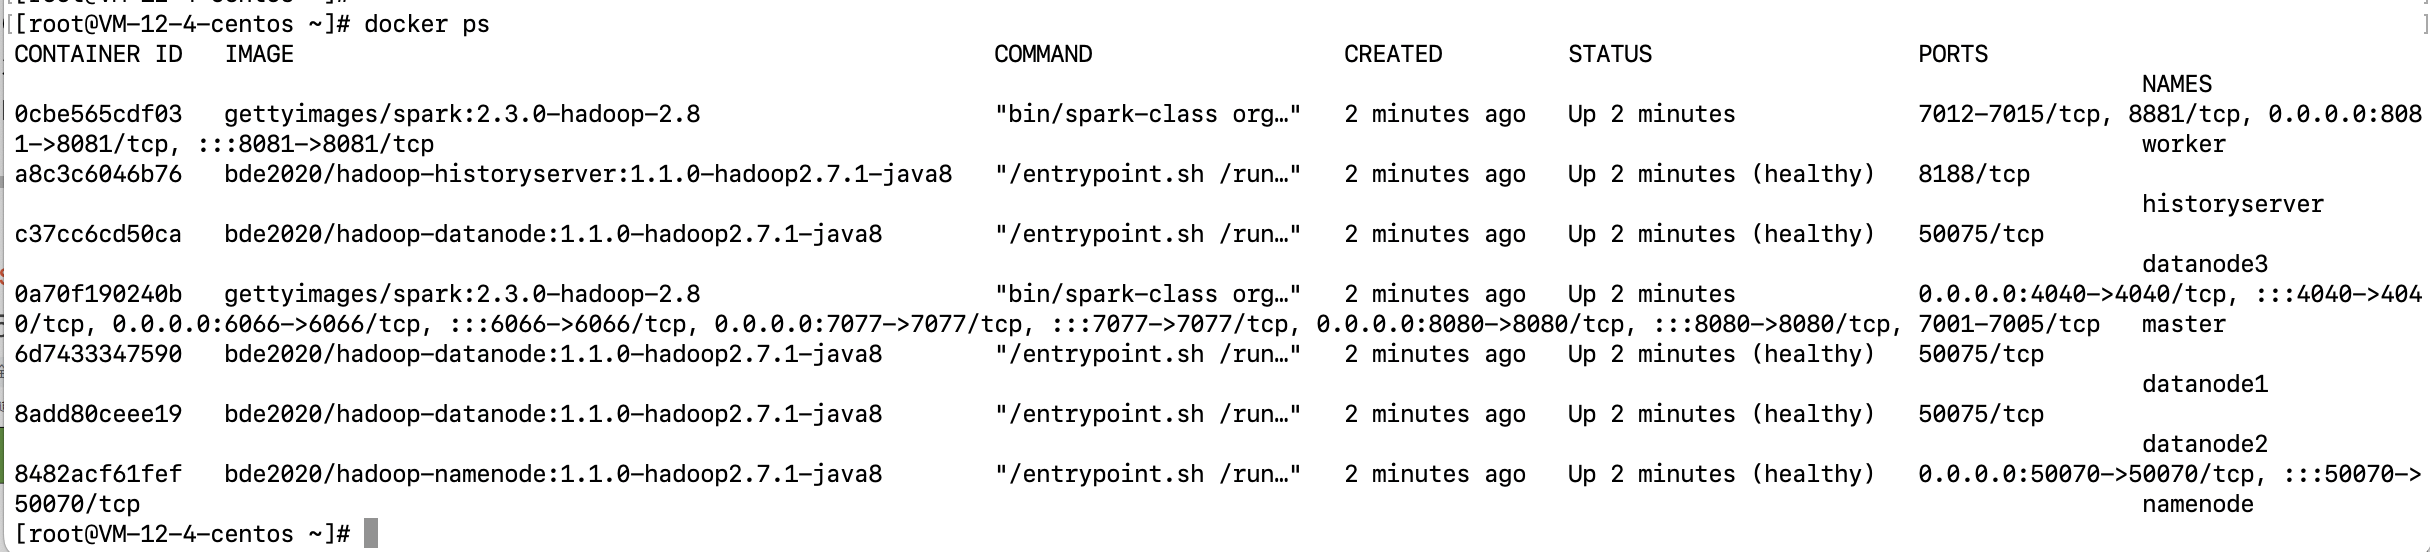 [root@VM-12-4-centos ~]# docker ps
CONTAINER ID   IMAGE                                                  COMMAND                  CREATED         STATUS                   PORTS
NAMES
0cbe565cdf03   gettyimages/spark:2.3.0-hadoop-2.8                     "bin/spark-class org…"   2 minutes ago   Up 2 minutes             7012-7015/tcp, 8881/tcp, 0.0.0.0:808
1->8081/tcp, :::8081->8081/tcp   worker
a8c3c6046b76   bde2020/hadoop-historyserver:1.1.0-hadoop2.7.1-java8   "/entrypoint.sh /run…"   2 minutes ago   Up 2 minutes (healthy)   8188/tcp
historyserver
c37cc6cd50ca   bde2020/hadoop-datanode:1.1.0-hadoop2.7.1-java8        "/entrypoint.sh /run…"   2 minutes ago   Up 2 minutes (healthy)   50075/tcp
datanode3
0a70f190240b   gettyimages/spark:2.3.0-hadoop-2.8                     "bin/spark-class org…"   2 minutes ago   Up 2 minutes             0.0.0.0:4040->4040/tcp, :::4040->404
0/tcp, 0.0.0.0:6066->6066/tcp, :::6066->6066/tcp, 0.0.0.0:7077->7077/tcp, :::7077->7077/tcp, 0.0.0.0:8080->8080/tcp, :::8080->8080/tcp, 7001-7005/tcp   master
6d7433347590   bde2020/hadoop-datanode:1.1.0-hadoop2.7.1-java8        "/entrypoint.sh /run…"   2 minutes ago   Up 2 minutes (healthy)   50075/tcp
datanode1
8add80ceee19   bde2020/hadoop-datanode:1.1.0-hadoop2.7.1-java8        "/entrypoint.sh /run…"   2 minutes ago   Up 2 minutes (healthy)   50075/tcp
datanode2
8482acf61fef   bde2020/hadoop-namenode:1.1.0-hadoop2.7.1-java8        "/entrypoint.sh /run…"   2 minutes ago   Up 2 minutes (healthy)   0.0.0.0:50070->50070/tcp, :::50070->
50070/tcp   namenode
[root@VM-12-4-centos ~]#